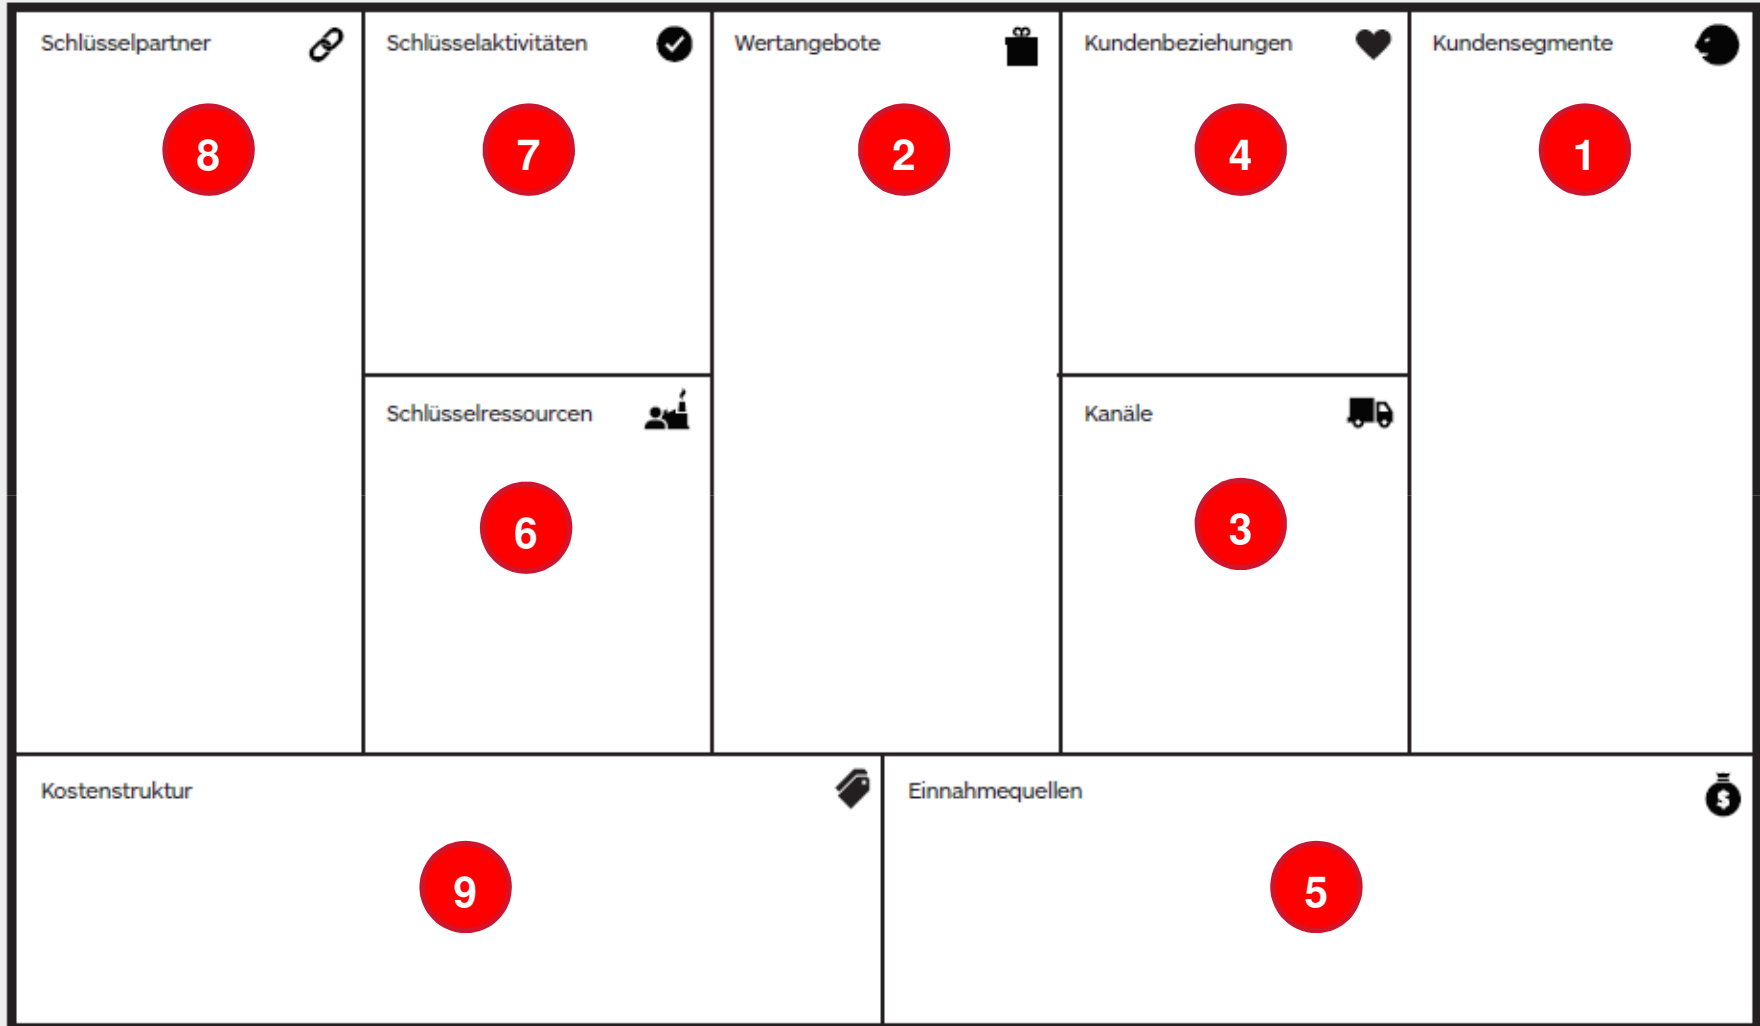 Schlüsselpartner
8
Schlüsselaktivitäten
7
Schlüsselressourcen
6
Wertangebote
2
Kundenbeziehungen
4
Kanäle
3
Kundensegmente
1
Kostenstruktur
9
Einnahmequellen
$
5